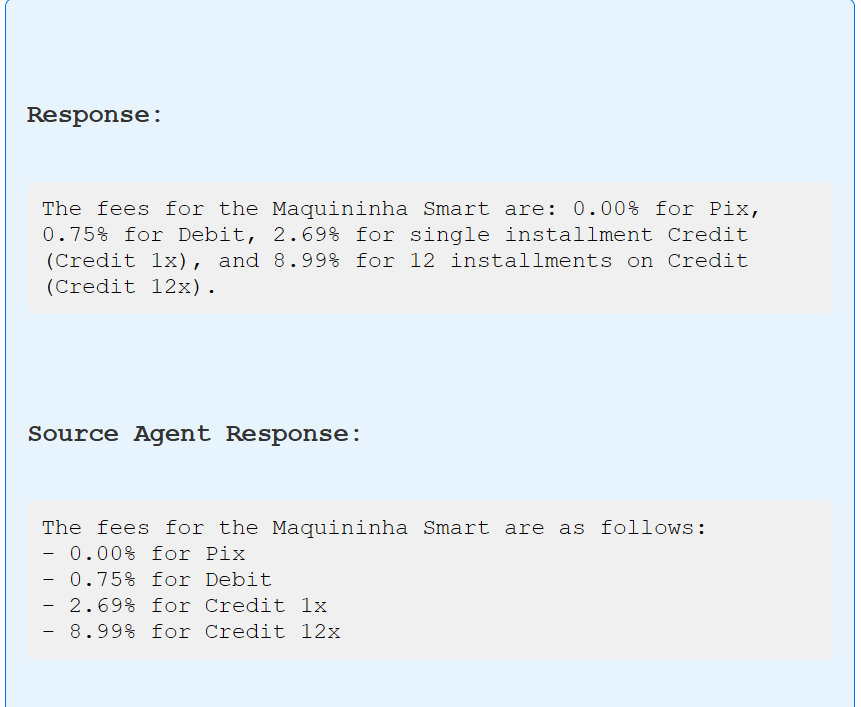 Response:
The fees for the Maquininha Smart are: 0.00% for Pix,
0.75% for Debit, 2.69% for single installment Credit
(Credit 1x), and 8.99% for 12 installments on Credit
(Credit 12x).
Source Agent Response:
The fees for the Maquininha Smart are as follows:
- 0.00% for Pix
- 0.75% for Debit
- 2.69% for Credit 1x
- 8.99% for Credit 12x